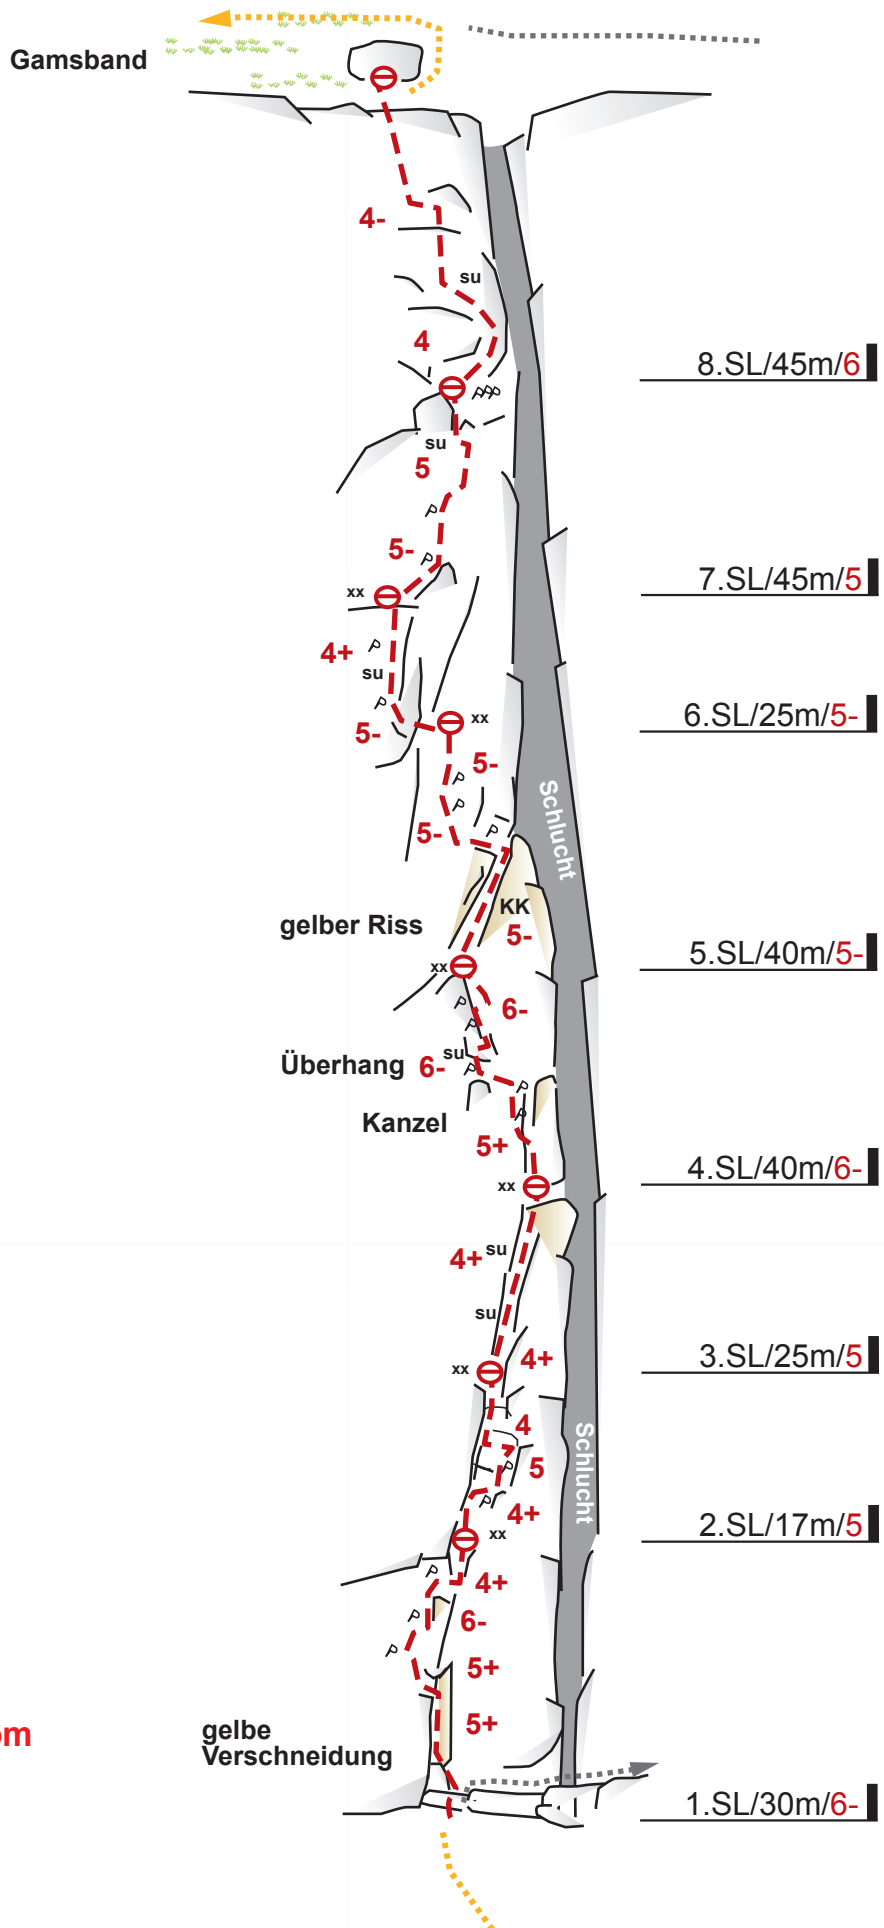 Gamsband
4-
su
4
8.SL/45m/6
P P P
su
5
P
5-
P
xx
7.SL/45m/5
4+
P
su
P
5-
xx
6.SL/25m/5-
5-
P
P
5-
P
Schlucht
KK
gelber Riss
5-
xx
5.SL/40m/5-
P
6-
P
su
Überhang
6-
P
P
P
Kanzel
5+
xx
4.SL/40m/6-
4+
su
su
xx
4+
3.SL/25m/5
4
5
P
Schlucht
P
4+
xx
2.SL/17m/5
P
4+
P
6-
P
5+
5+
om
gelbe
Verschneidung
1.SL/30m/6-